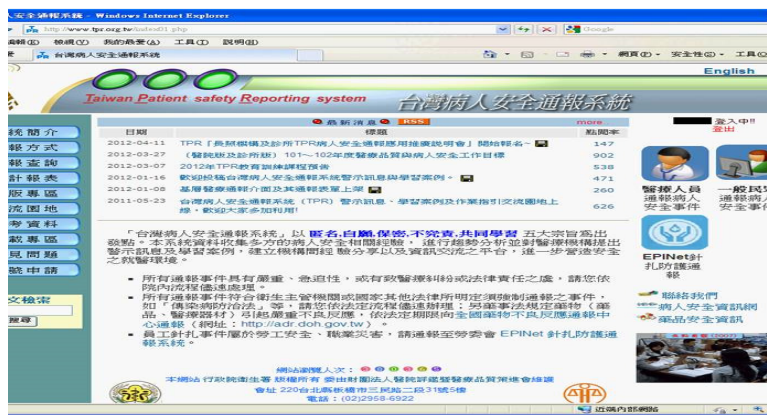 人安全通報系統 - Windows Internet Explorer
http://www.tpr.org.tw/index01.php
Google
編輯(E) 檢視(V) 我的最愛(A) 工具(T) 說明(H)
台灣病人安全通報系統
網頁(P) 安全性(S) 工具(O)
English
Taiwan Patient safety Reporting system 台灣病人安全通報系統
最新消息 RSS more
登入中!!
登出
日期 標題 點閱率
2012-04-11 TPR「長照機構及診所TPR病人安全通報應用推廣說明會」開始報名~ 147
2012-03-27 (醫院版及診所版) 101~102年度醫療品質與病人安全工作目標 902
2012-03-07 2012年TPR教育訓練課程預告 538
2012-01-16 歡迎投稿台灣病人安全通報系統警示訊息與學習案例。 471
2012-01-08 基層醫療通報介面及其通報表單上架 260
2011-05-23 台灣病人安全通報系統 (TPR) 警示訊息、學習案例及作業指引交流園地上
線,歡迎大家多加利用! 626
統簡介
報方式
報查詢
計報表
版專區
流園地
考資料
載專區
見問題
號申請
文檢索
搜尋
醫療人員
通報病人
安全事件
一般民眾
通報病人
安全事件
EPINet針
扎防護通
報
聯絡我們
病人安全資訊網
藥品安全資訊
「台灣病人安全通報系統」以 匿名,自願,保密,不究責,共同學習 五大宗旨為出
發點。本系統資料收集多方的病人安全相關經驗,進行趨勢分析並對醫療機構提出
警示訊息及學習案例,建立機構間經驗分享以及資訊交流之平台,進一步營造安全
之就醫環境。
所有通報事件具有嚴重、急迫性,或有致醫療糾紛或法律責任之虞,請您依
院內流程儘速處理。
所有通報事件符合衛生主管機關或國家其他法律所明定須強制通報之事件,
如「傳染病防治法」等,請您依法定流程儘速辦理;另藥事法規定藥物(藥
品、醫療器材)引起嚴重不良反應,依法定期限向全國藥物不良反應通報中
心通報(網址:http://adr.doh.gov.tw)。
員工針扎事件屬於勞工安全、職業災害,請通報至勞委會 EPINet 針扎防護通
報系統。
網站瀏覽人次:
本網站 行政院衛生署 版權所有 委由財團法人醫院評鑑暨醫療品質策進會維護
會址 220台北縣板橋市三民路二段31號5樓
電話:(02)2958-6922
近端內部網路